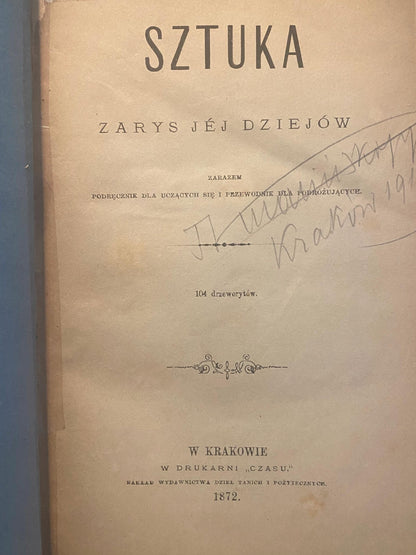 SZTUKA
ZARYS JÉJ DZIEJÓW
ZARAZEM
PODRĘCZNIK DLA UCZĄCYCH SIĘ I PRZEWODNIK DLA PODRÓŻUJĄCYCH.
Kraków 19
104 drzeworytów.
W KRAKOWIE
W DRUKARNI „CZASU.”
NAKŁAD WYDAWNICTWA DZIEŁ TANICH I POŻYTECZNYCH.
1872.